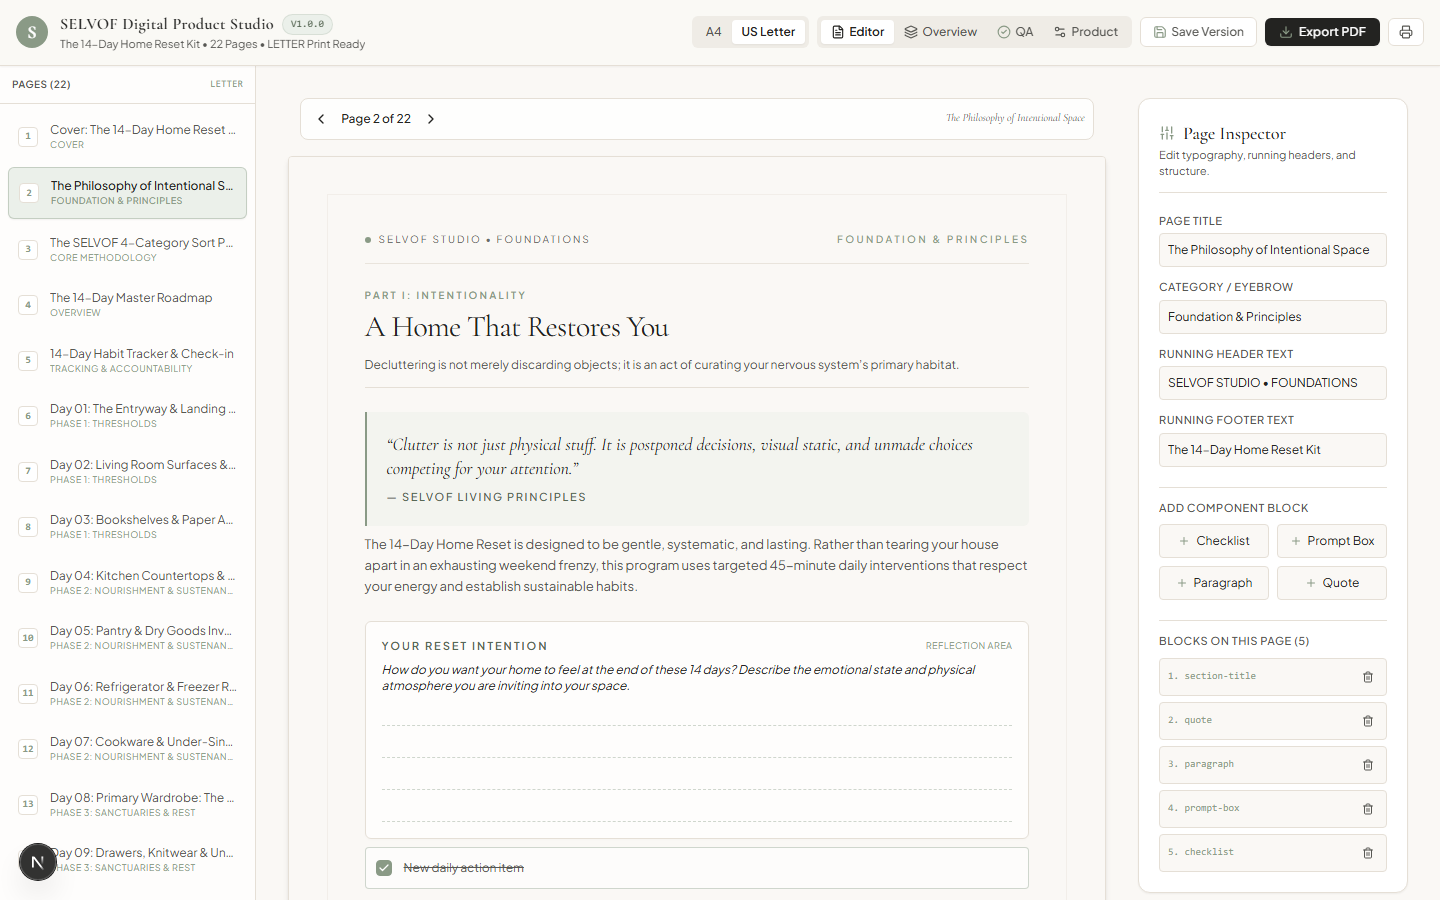 S
SELVOF Digital Product Studio
V1.0.0
The 14-Day Home Reset Kit • 22 Pages • LETTER Print Ready
A4
US Letter
Editor
Overview
QA
Product
Save Version
Export PDF
PAGES (22)
LETTER
1
Cover: The 14-Day Home Reset ...
COVER
2
The Philosophy of Intentional S...
FOUNDATION & PRINCIPLES
3
The SELVOF 4-Category Sort P...
CORE METHODOLOGY
4
The 14-Day Master Roadmap
OVERVIEW
5
14-Day Habit Tracker & Check-in
TRACKING & ACCOUNTABILITY
6
Day 01: The Entryway & Landing ...
PHASE 1: THRESHOLDS
7
Day 02: Living Room Surfaces &...
PHASE 1: THRESHOLDS
8
Day 03: Bookshelves & Paper A...
PHASE 1: THRESHOLDS
9
Day 04: Kitchen Countertops & ...
PHASE 2: NOURISHMENT & SUSTENAN...
10
Day 05: Pantry & Dry Goods Inv...
PHASE 2: NOURISHMENT & SUSTENAN...
11
Day 06: Refrigerator & Freezer R...
PHASE 2: NOURISHMENT & SUSTENAN...
12
Day 07: Cookware & Under-Sin...
PHASE 2: NOURISHMENT & SUSTENAN...
13
Day 08: Primary Wardrobe: The ...
PHASE 3: SANCTUARIES & REST
N
Day 09: Drawers, Knitwear & Un...
PHASE 3: SANCTUARIES & REST
Page 2 of 22
The Philosophy of Intentional Space
SELVOF STUDIO • FOUNDATIONS
FOUNDATION & PRINCIPLES
PART I: INTENTIONALITY
A Home That Restores You
Decluttering is not merely discarding objects; it is an act of curating your nervous system's primary habitat.
“Clutter is not just physical stuff. It is postponed decisions, visual static, and unmade choices
competing for your attention.”
— SELVOF LIVING PRINCIPLES
The 14-Day Home Reset is designed to be gentle, systematic, and lasting. Rather than tearing your house
apart in an exhausting weekend frenzy, this program uses targeted 45-minute daily interventions that respect
your energy and establish sustainable habits.
YOUR RESET INTENTION
REFLECTION AREA
How do you want your home to feel at the end of these 14 days? Describe the emotional state and physical
atmosphere you are inviting into your space.
New daily action item
Page Inspector
Edit typography, running headers, and
structure.
PAGE TITLE
The Philosophy of Intentional Space
CATEGORY / EYEBROW
Foundation & Principles
RUNNING HEADER TEXT
SELVOF STUDIO • FOUNDATIONS
RUNNING FOOTER TEXT
The 14-Day Home Reset Kit
ADD COMPONENT BLOCK
+ Checklist
+ Prompt Box
+ Paragraph
+ Quote
BLOCKS ON THIS PAGE (5)
1. section-title
2. quote
3. paragraph
4. prompt-box
5. checklist